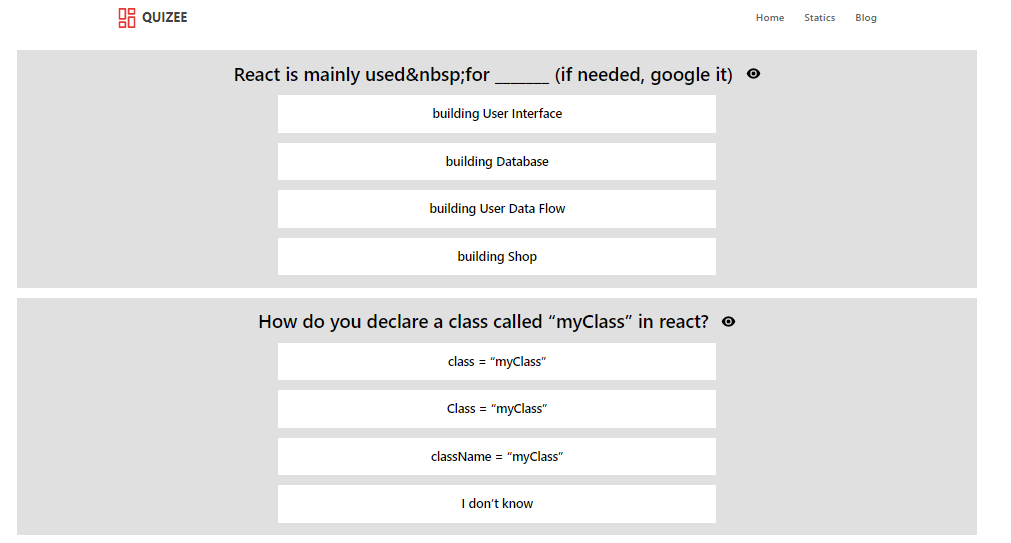 QUIZEE
Home Statics Blog
React is mainly used&nbsp;for _______ (if needed, google it)
building User Interface
building Database
building User Data Flow
building Shop
How do you declare a class called “myClass” in react?
class = “myClass”
Class = “myClass”
className = “myClass”
I don’t know